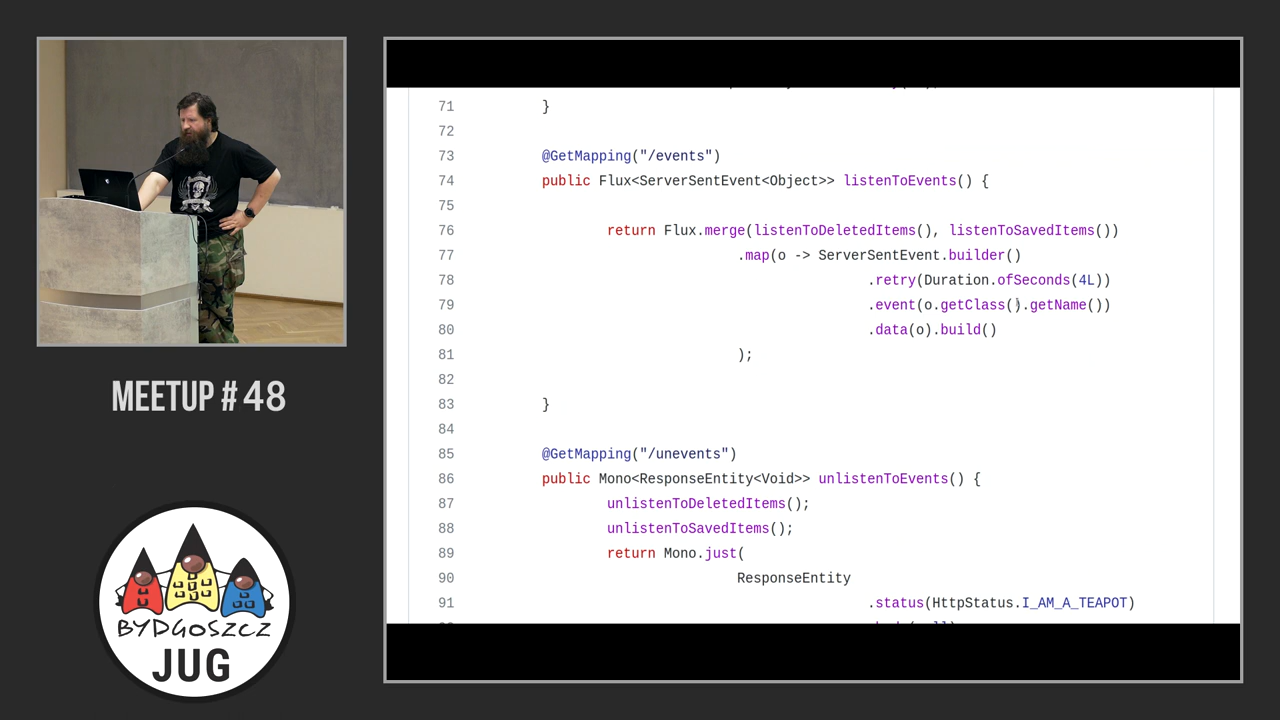 MEETUP # 48
BYDGOSZCZ
JUG
71 }
72
73 @GetMapping("/events")
74 public Flux<ServerSentEvent<Object>> listenToEvents() {
75
76 return Flux.merge(listenToDeletedItems(), listenToSavedItems())
77 .map(o -> ServerSentEvent.builder()
78 .retry(Duration.ofSeconds(4L))
79 .event(o.getClass().getName())
80 .data(o).build()
81 );
82
83 }
84
85 @GetMapping("/unevents")
86 public Mono<ResponseEntity<Void>> unlistenToEvents() {
87 unlistenToDeletedItems();
88 unlistenToSavedItems();
89 return Mono.just(
90 ResponseEntity
91 .status(HttpStatus.I_AM_A_TEAPOT)